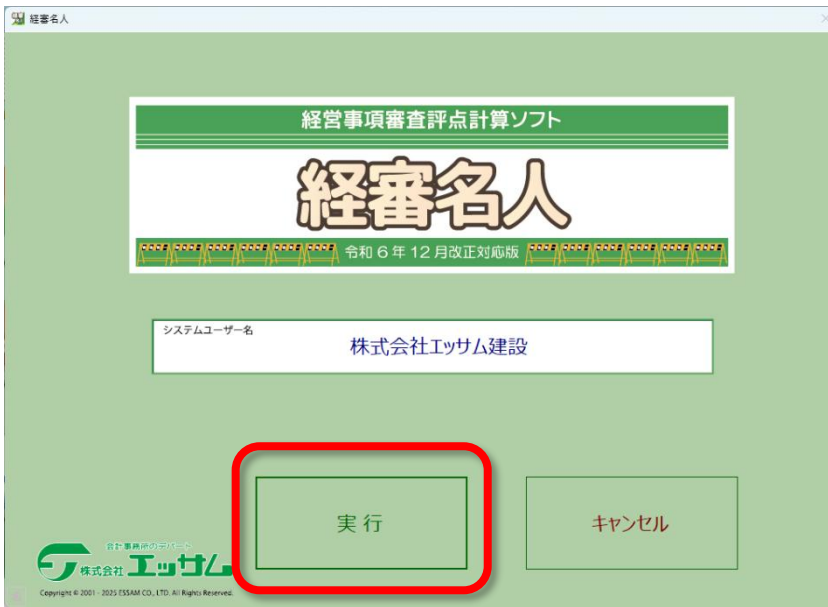 経審名人
経営事項審査評点計算ソフト
経審名人
令和6年12月改正対応版
システムユーザー名
株式会社エッサム建設
実行
キャンセル
会計事務所のデパート
株式会社エッサム
Copyright © 2001 - 2025 ESSAM CO., LTD. All Rights Reserved.